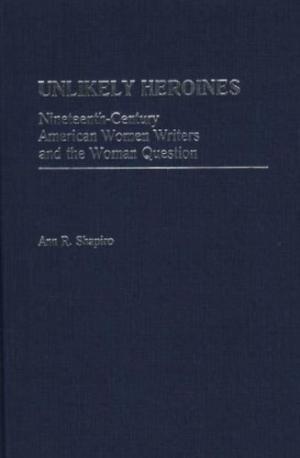 UNLIKELY HEROINES
Nineteenth-Century
American Women Writers
and the Woman Question
Ann R. Shapiro